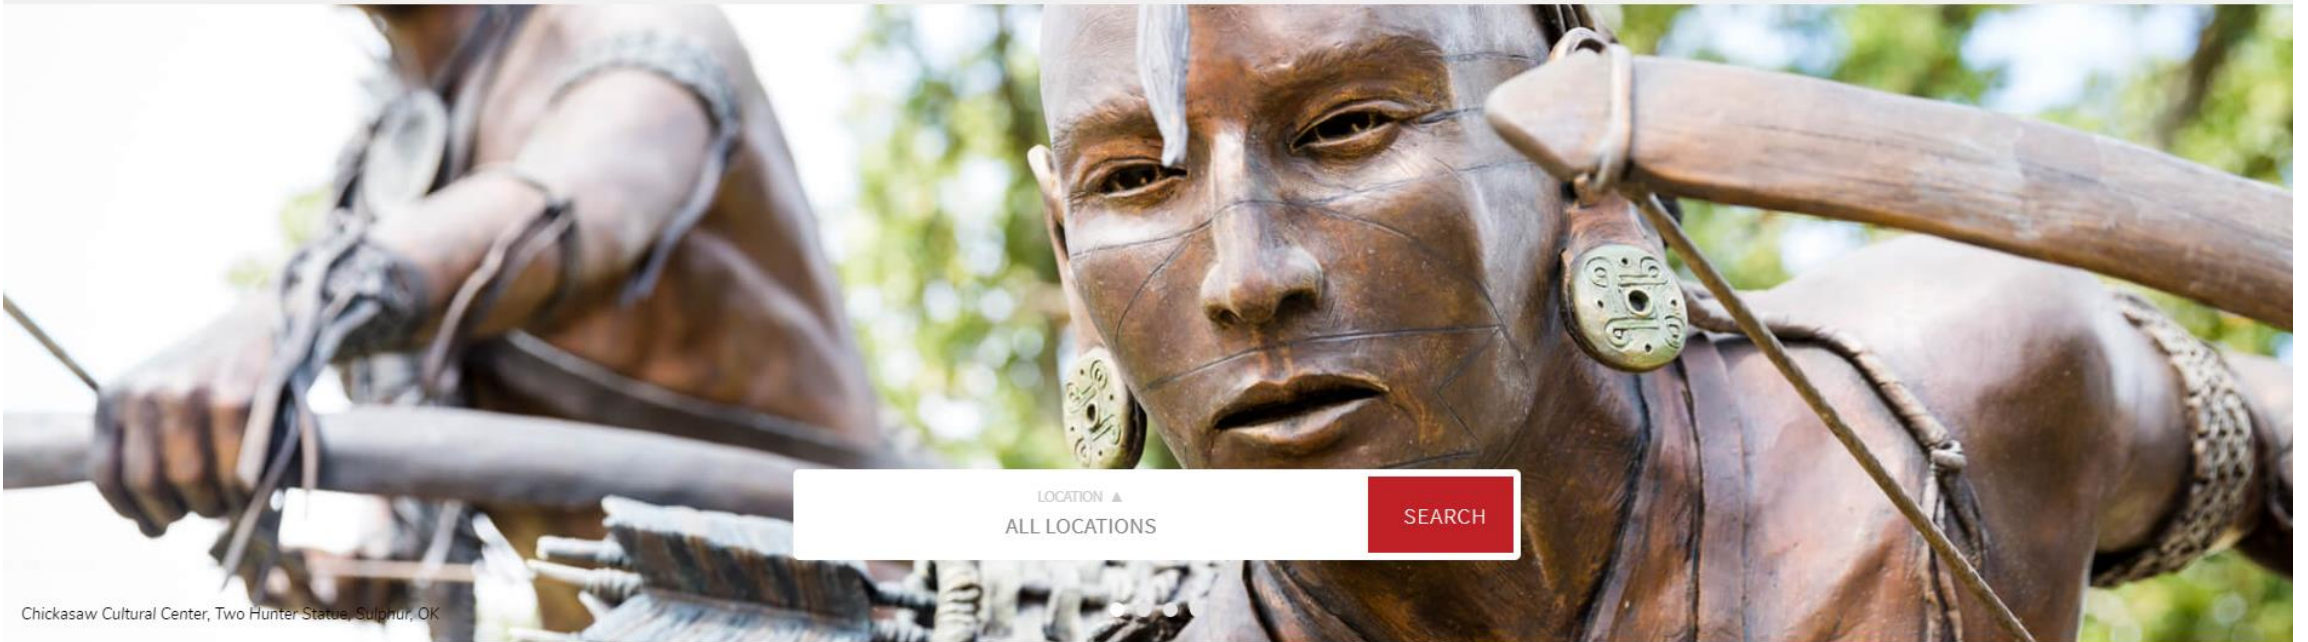 LOCATION ▲
ALL LOCATIONS
SEARCH
Chickasaw Cultural Center, Two Hunter Statue, Sulphur, OK